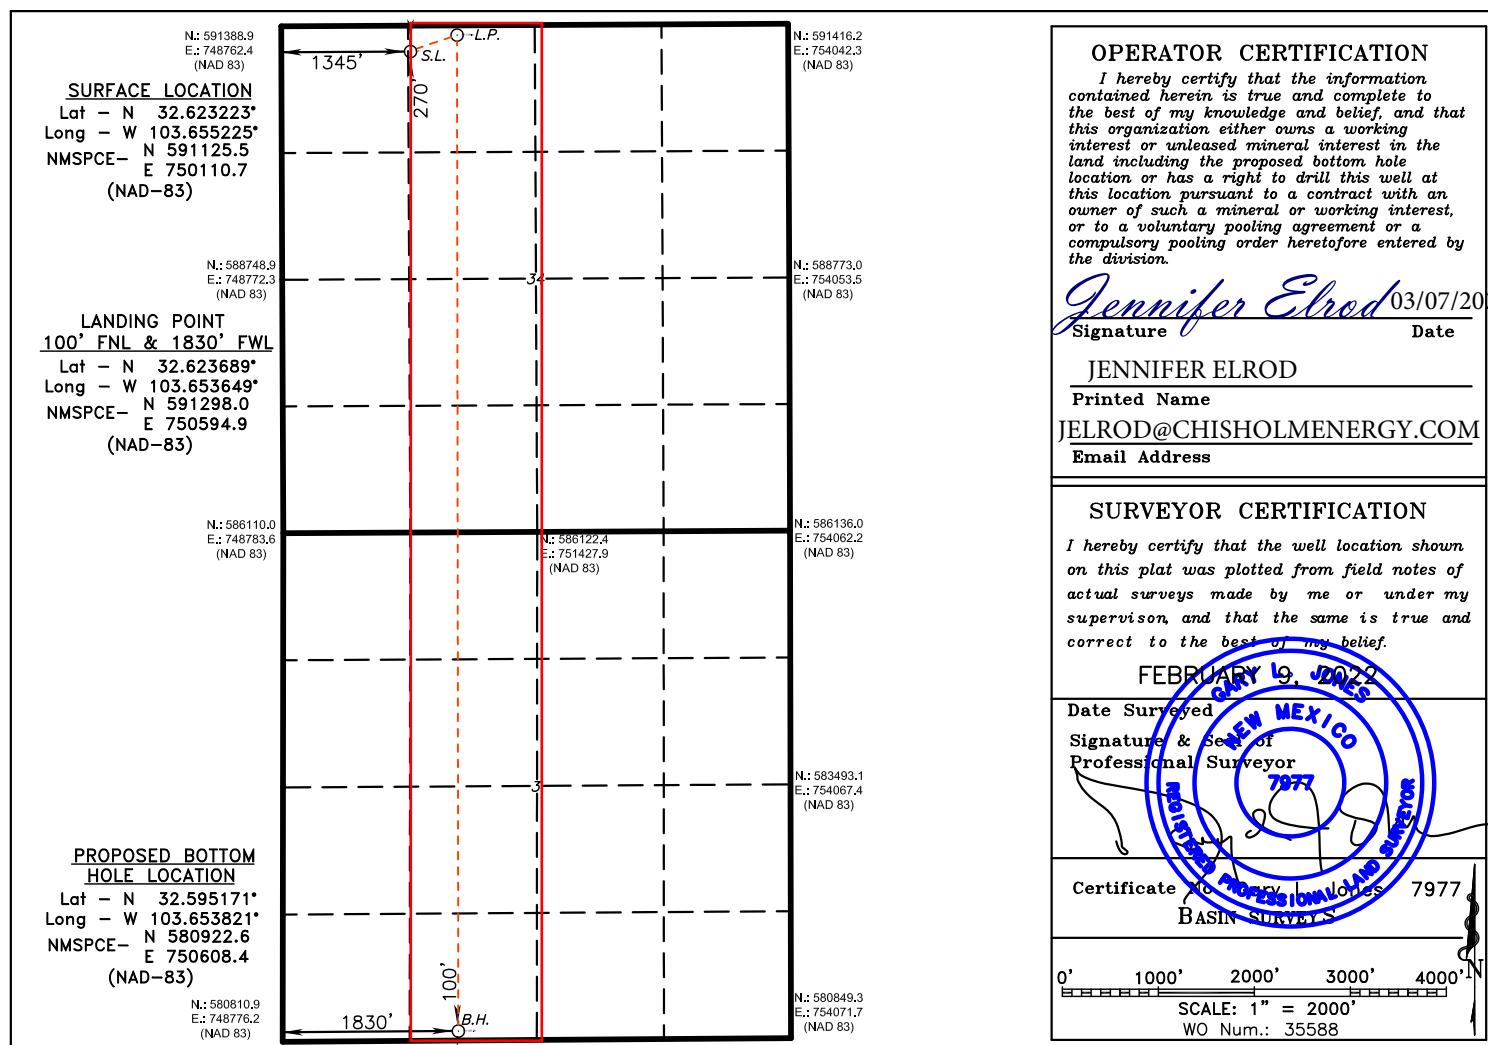 N.: 591388.9
E.: 748762.4
(NAD 83)
1345'
S.L.
L.P.
270'
N.: 591416.2
E.: 754042.3
(NAD 83)
SURFACE LOCATION
Lat - N 32.623223°
Long - W 103.655225°
NMSPCE- N 591125.5
E 750110.7
(NAD-83)
N.: 588748.9
E.: 748772.3
(NAD 83)
34
N.: 588773.0
E.: 754053.5
(NAD 83)
LANDING POINT
100' FNL & 1830' FWL
Lat - N 32.623689°
Long - W 103.653649°
NMSPCE- N 591298.0
E 750594.9
(NAD-83)
N.: 586110.0
E.: 748783.6
(NAD 83)
N.: 586122.4
E.: 751427.9
(NAD 83)
N.: 586136.0
E.: 754062.2
(NAD 83)
3
N.: 583493.1
E.: 754067.4
(NAD 83)
PROPOSED BOTTOM
HOLE LOCATION
Lat - N 32.595171°
Long - W 103.653821°
NMSPCE- N 580922.6
E 750608.4
(NAD-83)
N.: 580810.9
E.: 748776.2
(NAD 83)
1830'
100'
B.H.
N.: 580849.3
E.: 754071.7
(NAD 83)
OPERATOR CERTIFICATION
I hereby certify that the information
contained herein is true and complete to
the best of my knowledge and belief, and that
this organization either owns a working
interest or unleased mineral interest in the
land including the proposed bottom hole
location or has a right to drill this well at
this location pursuant to a contract with an
owner of such a mineral or working interest,
or to a voluntary pooling agreement or a
compulsory pooling order heretofore entered by
the division.
Jennifer Elrod 03/07/20
Signature Date
JENNIFER ELROD
Printed Name
JELROD@CHISHOLMENERGY.COM
Email Address
SURVEYOR CERTIFICATION
I hereby certify that the well location shown
on this plat was plotted from field notes of
actual surveys made by me or under my
supervison, and that the same is true and
correct to the best of my belief.
FEBRUARY 9, 2022
Date Surveyed
Signature & Seal of
Professional Surveyor
GARY L. JONES
NEW MEXICO
7977
REGISTERED PROFESSIONAL LAND SURVEYOR
Certificate No. Gary L. Jones 7977
BASIN SURVEYS
0' 1000' 2000' 3000' 4000'
N
SCALE: 1" = 2000'
WO Num.: 35588